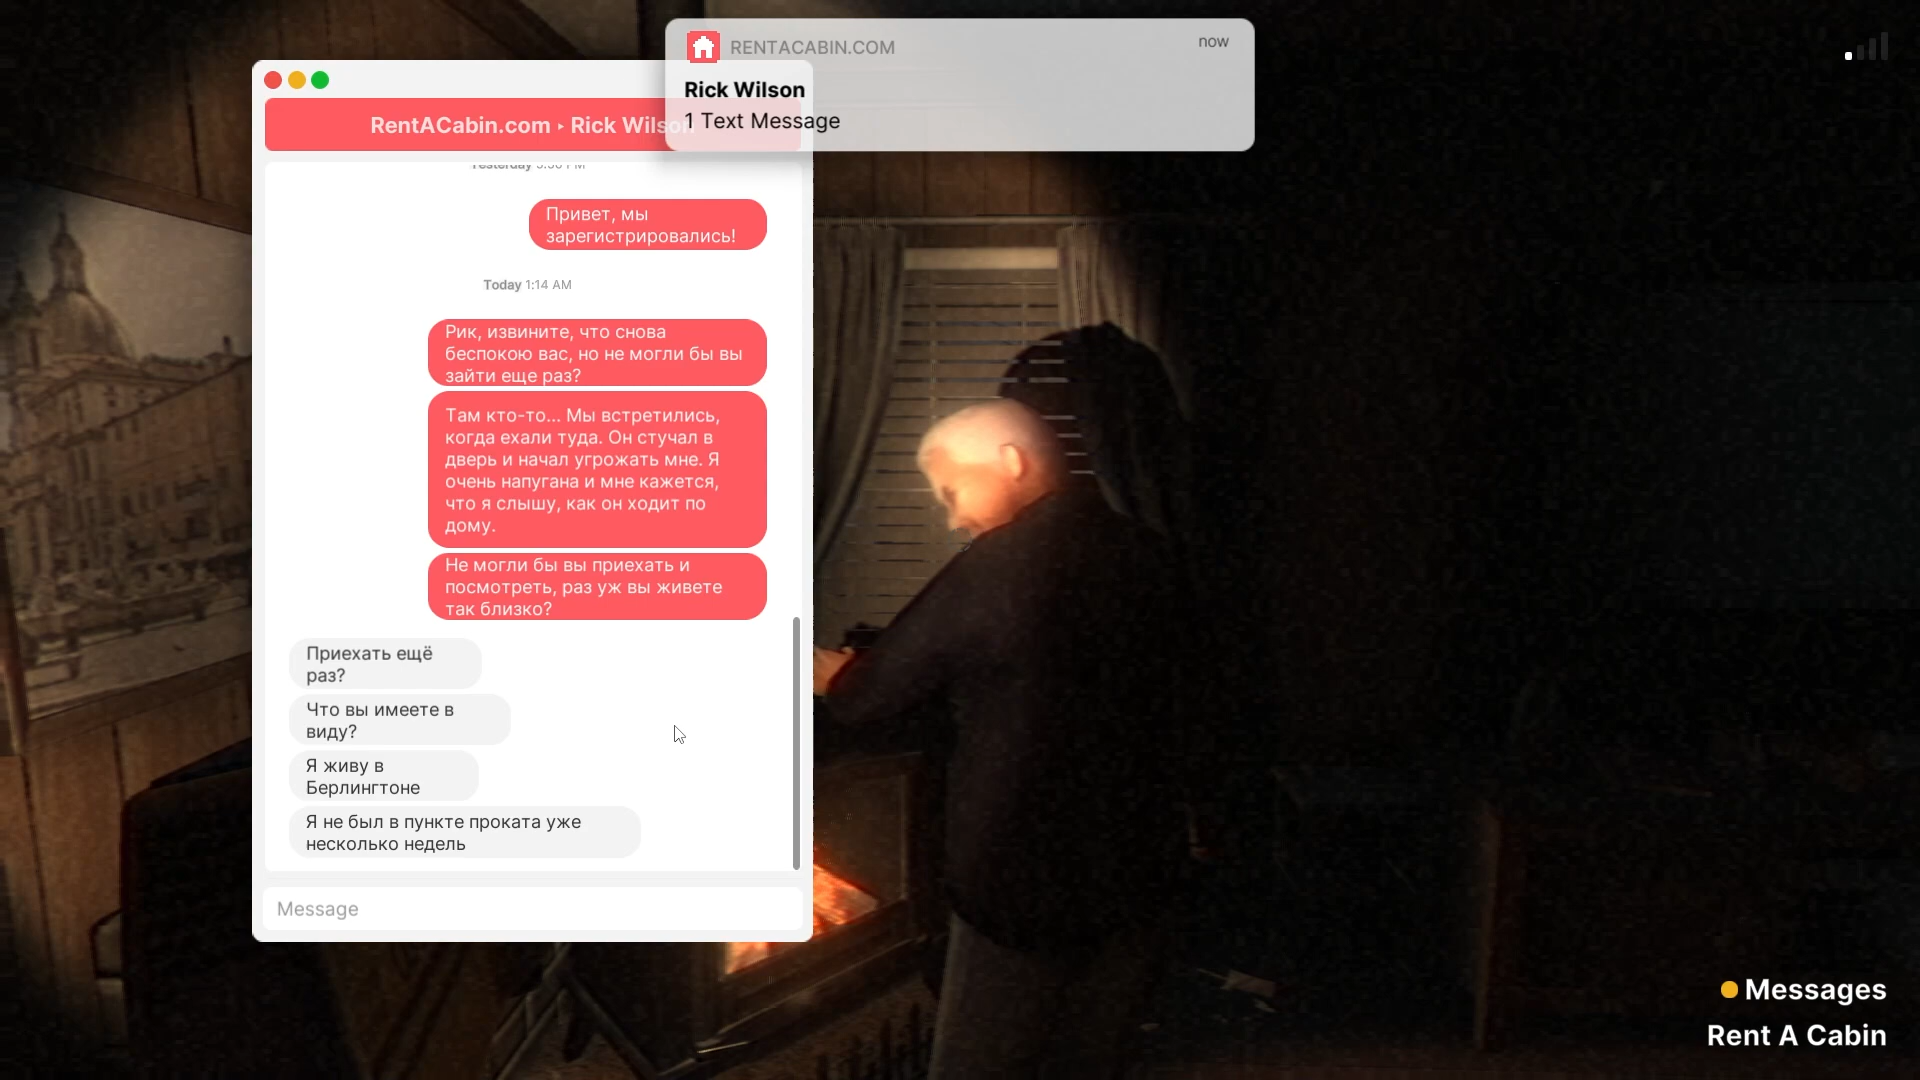 RENTACABIN.COM
now
Rick Wilson
1 Text Message
RentACabin.com ‣ Rick Wilson
Yesterday
Привет, мы
зарегистрировались!
Today 1:14 AM
Рик, извините, что снова
беспокою вас, но не могли бы вы
зайти еще раз?
Там кто-то... Мы встретились,
когда ехали туда. Он стучал в
дверь и начал угрожать мне. Я
очень напугана и мне кажется,
что я слышу, как он ходит по
дому.
Не могли бы вы приехать и
посмотреть, раз уж вы живете
так близко?
Приехать ещё
раз?
Что вы имеете в
виду?
Я живу в
Берлингтоне
Я не был в пункте проката уже
несколько недель
Message
Messages
Rent A Cabin